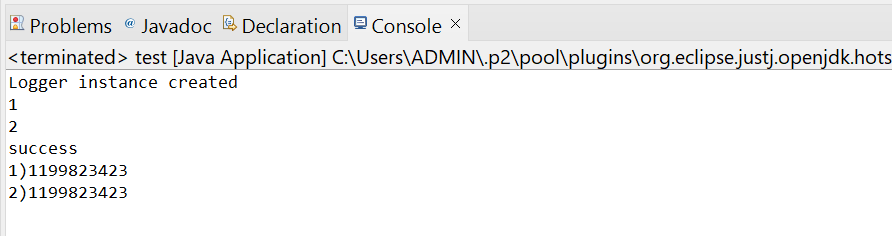 Problems @ Javadoc Declaration Console
<terminated> test [Java Application] C:\Users\ADMIN\.p2\pool\plugins\org.eclipse.justj.openjdk.hots
Logger instance created
1
2
success
1)1199823423
2)1199823423